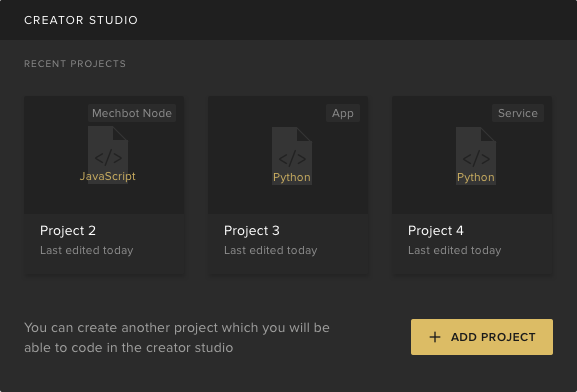 CREATOR STUDIO
RECENT PROJECTS
Mechbot Node
</>
JavaScript
Project 2
Last edited today
App
</>
Python
Project 3
Last edited today
Service
</>
Python
Project 4
Last edited today
You can create another project which you will be
able to code in the creator studio
+ ADD PROJECT